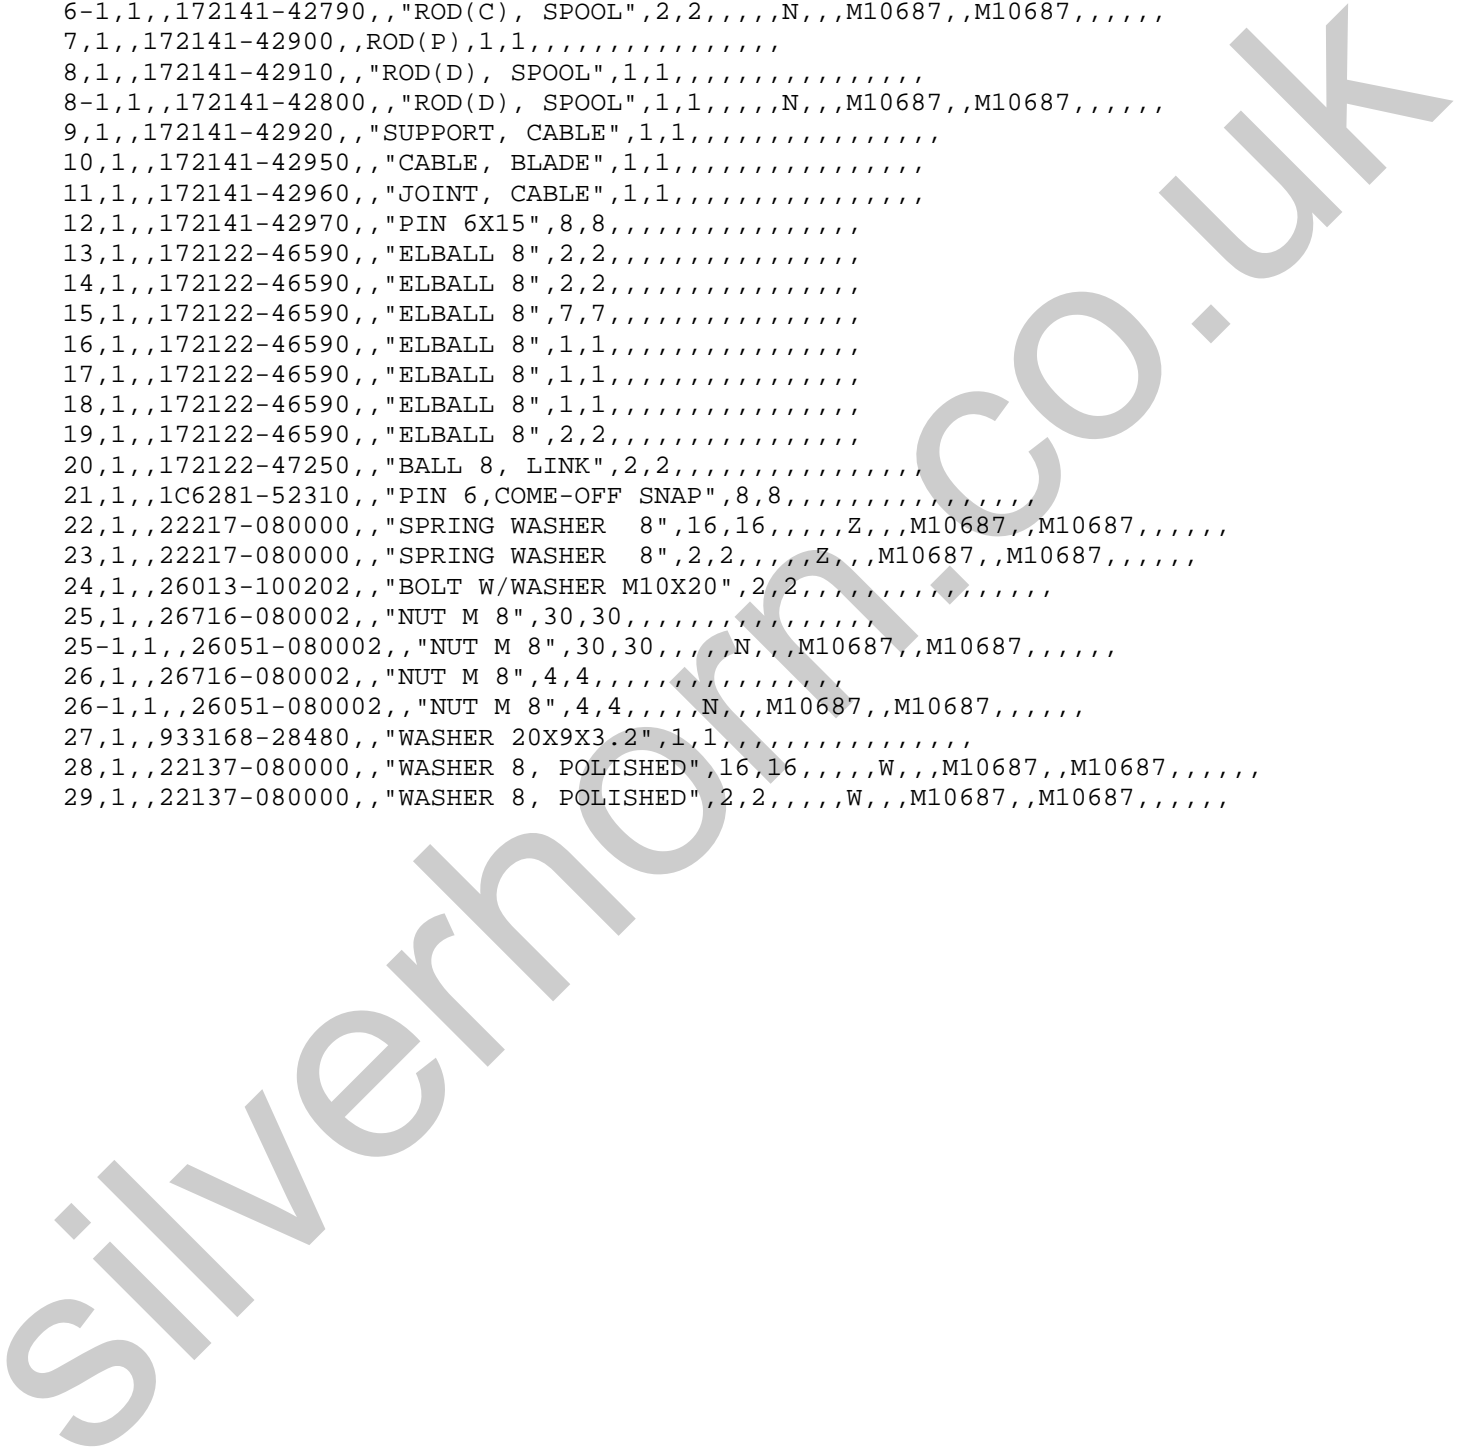 6-1,1,,172141-42790,,"ROD(C), SPOOL",2,2,,,,,N,,,M10687,,M10687,,,,,,
7,1,,172141-42900,,ROD(P),1,1,,,,,,,,,,,,,,,,
8,1,,172141-42910,,"ROD(D), SPOOL",1,1,,,,,,,,,,,,,,,,
8-1,1,,172141-42800,,"ROD(D), SPOOL",1,1,,,,,N,,,M10687,,M10687,,,,,,
9,1,,172141-42920,,"SUPPORT, CABLE",1,1,,,,,,,,,,,,,,,,
10,1,,172141-42950,,"CABLE, BLADE",1,1,,,,,,,,,,,,,,,,
11,1,,172141-42960,,"JOINT, CABLE",1,1,,,,,,,,,,,,,,,,
12,1,,172141-42970,,"PIN 6X15",8,8,,,,,,,,,,,,,,,,
13,1,,172122-46590,,"ELBALL 8",2,2,,,,,,,,,,,,,,,,
14,1,,172122-46590,,"ELBALL 8",2,2,,,,,,,,,,,,,,,,
15,1,,172122-46590,,"ELBALL 8",7,7,,,,,,,,,,,,,,,,
16,1,,172122-46590,,"ELBALL 8",1,1,,,,,,,,,,,,,,,,
17,1,,172122-46590,,"ELBALL 8",1,1,,,,,,,,,,,,,,,,
18,1,,172122-46590,,"ELBALL 8",1,1,,,,,,,,,,,,,,,,
19,1,,172122-46590,,"ELBALL 8",2,2,,,,,,,,,,,,,,,,
20,1,,172122-47250,,"BALL 8, LINK",2,2,,,,,,,,,,,,,,,,
21,1,,1C6281-52310,,"PIN 6,COME-OFF SNAP",8,8,,,,,,,,,,,,,,,,
22,1,,22217-080000,,"SPRING WASHER  8",16,16,,,,,Z,,,M10687,,M10687,,,,,,
23,1,,22217-080000,,"SPRING WASHER  8",2,2,,,,,Z,,,M10687,,M10687,,,,,,
24,1,,26013-100202,,"BOLT W/WASHER M10X20",2,2,,,,,,,,,,,,,,,,
25,1,,26716-080002,,"NUT M 8",30,30,,,,,,,,,,,,,,,,
25-1,1,,26051-080002,,"NUT M 8",30,30,,,,,N,,,M10687,,M10687,,,,,,
26,1,,26716-080002,,"NUT M 8",4,4,,,,,,,,,,,,,,,,
26-1,1,,26051-080002,,"NUT M 8",4,4,,,,,N,,,M10687,,M10687,,,,,,
27,1,,933168-28480,,"WASHER 20X9X3.2",1,1,,,,,,,,,,,,,,,,
28,1,,22137-080000,,"WASHER 8, POLISHED",16,16,,,,,W,,,M10687,,M10687,,,,,,
29,1,,22137-080000,,"WASHER 8, POLISHED",2,2,,,,,W,,,M10687,,M10687,,,,,,
silverhorn.co.uk